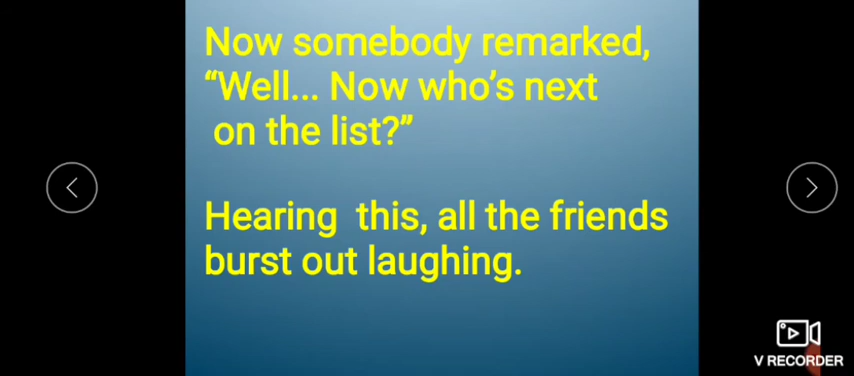 Now somebody remarked,
“Well... Now who’s next
on the list?”
Hearing this, all the friends
burst out laughing.
V RECORDER